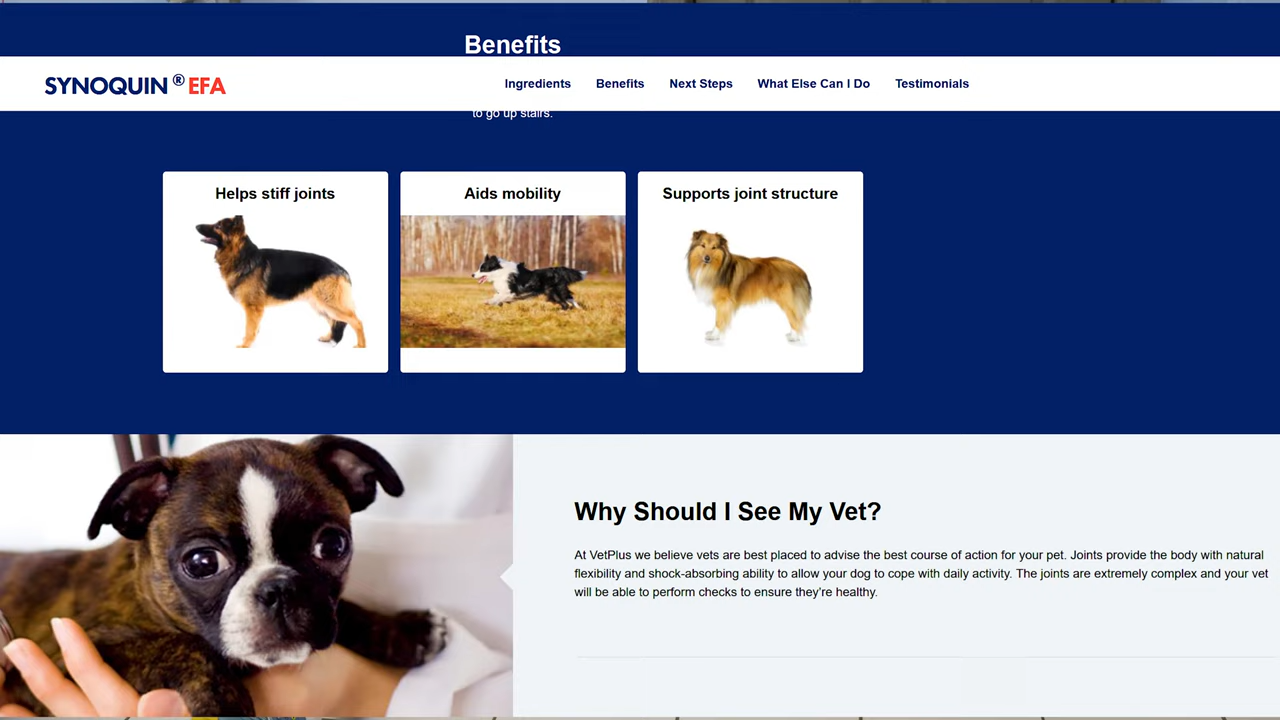 Benefits
SYNOQUIN ® EFA
Ingredients
Benefits
Next Steps
What Else Can I Do
Testimonials
to go up stairs.
Helps stiff joints
Aids mobility
Supports joint structure
Why Should I See My Vet?
At VetPlus we believe vets are best placed to advise the best course of action for your pet. Joints provide the body with natural
flexibility and shock-absorbing ability to allow your dog to cope with daily activity. The joints are extremely complex and your vet
will be able to perform checks to ensure they're healthy.